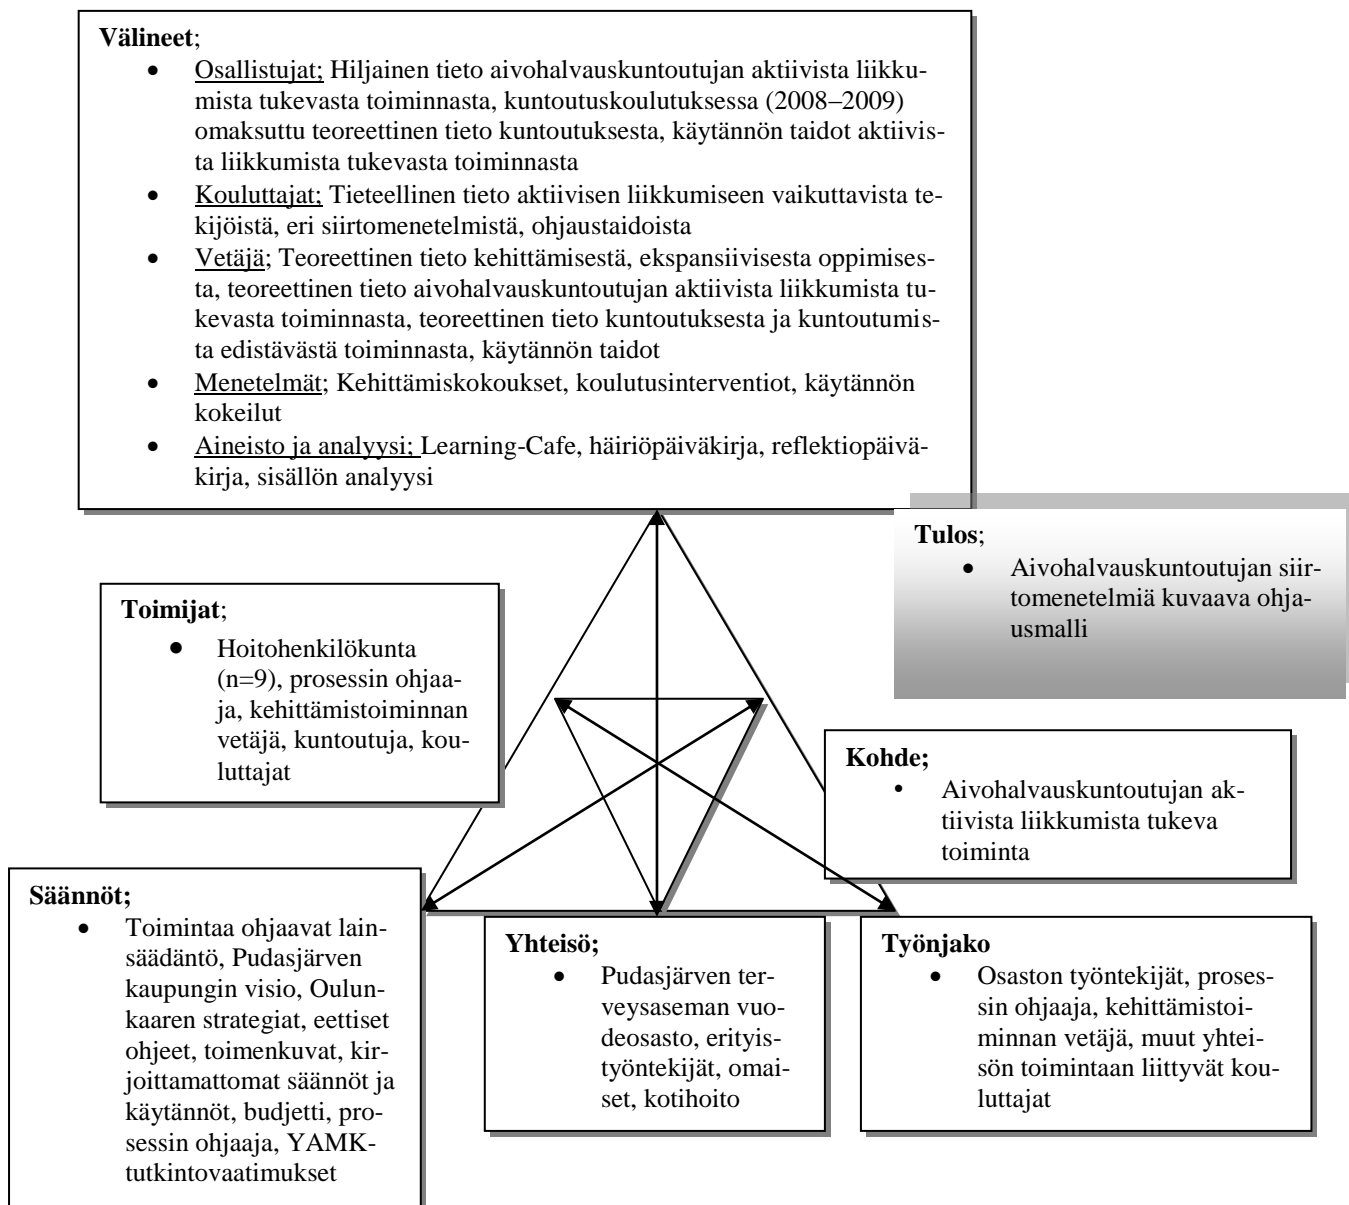 Välineet;
• Osallistujat; Hiljainen tieto aivohalvauskuntoutujan aktiivista liikku-
mista tukevasta toiminnasta, kuntoutuskoulutuksessa (2008–2009)
omaksuttu teoreettinen tieto kuntoutuksesta, käytännön taidot aktiivis-
ta liikkumista tukevasta toiminnasta
• Kouluttajat; Tieteellinen tieto aktiivisen liikkumiseen vaikuttavista te-
kijöistä, eri siirtomenetelmistä, ohjaustaidoista
• Vetäjä; Teoreettinen tieto kehittämisestä, ekspansiivisesta oppimises-
ta, teoreettinen tieto aivohalvauskuntoutujan aktiivista liikkumista tu-
kevasta toiminnasta, teoreettinen tieto kuntoutuksesta ja kuntoutumis-
ta edistävästä toiminnasta, käytännön taidot
• Menetelmät; Kehittämiskokoukset, koulutusinterventiot, käytännön
kokeilut
• Aineisto ja analyysi; Learning-Cafe, häiriöpäiväkirja, reflektiopäivä-
kirja, sisällön analyysi
Tulos;
• Aivohalvauskuntoutujan siir-
tomenetelmiä kuvaava ohja-
usmalli
Toimijat;
• Hoitohenkilökunta
(n=9), prosessin ohjaa-
ja, kehittämistoiminnan
vetäjä, kuntoutuja, kou-
luttajat
Kohde;
• Aivohalvauskuntoutujan ak-
tiivista liikkumista tukeva
toiminta
Säännöt;
• Toimintaa ohjaavat lain-
säädäntö, Pudasjärven
kaupungin visio, Oulun-
kaaren strategiat, eettiset
ohjeet, toimenkuvat, kir-
joittamattomat säännöt ja
käytännöt, budjetti, pro-
sessin ohjaaja, YAMK-
tutkintovaatimukset
Yhteisö;
• Pudasjärven ter-
veysaseman vuo-
deosasto, erityis-
työntekijät, omai-
set, kotihoito
Työnjako
• Osaston työntekijät, proses-
sin ohjaaja, kehittämistoi-
minnan vetäjä, muut yhtei-
sön toimintaan liittyvät kou-
luttajat